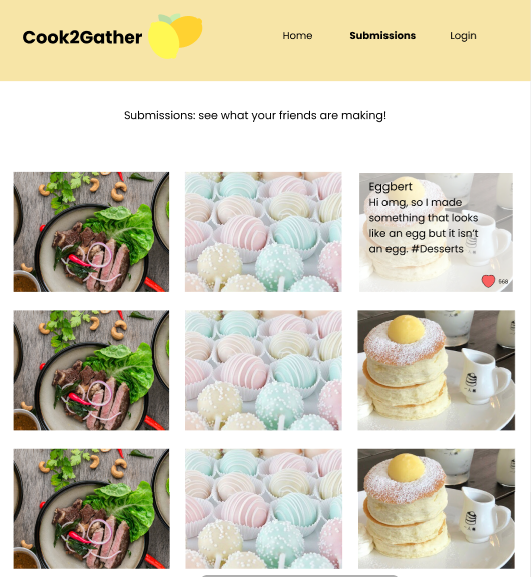 Cook2Gather
Home Submissions Login
Submissions: see what your friends are making!
Eggbert
Hi omg, so I made
something that looks
like an egg but it isn't
an egg. #Desserts
568